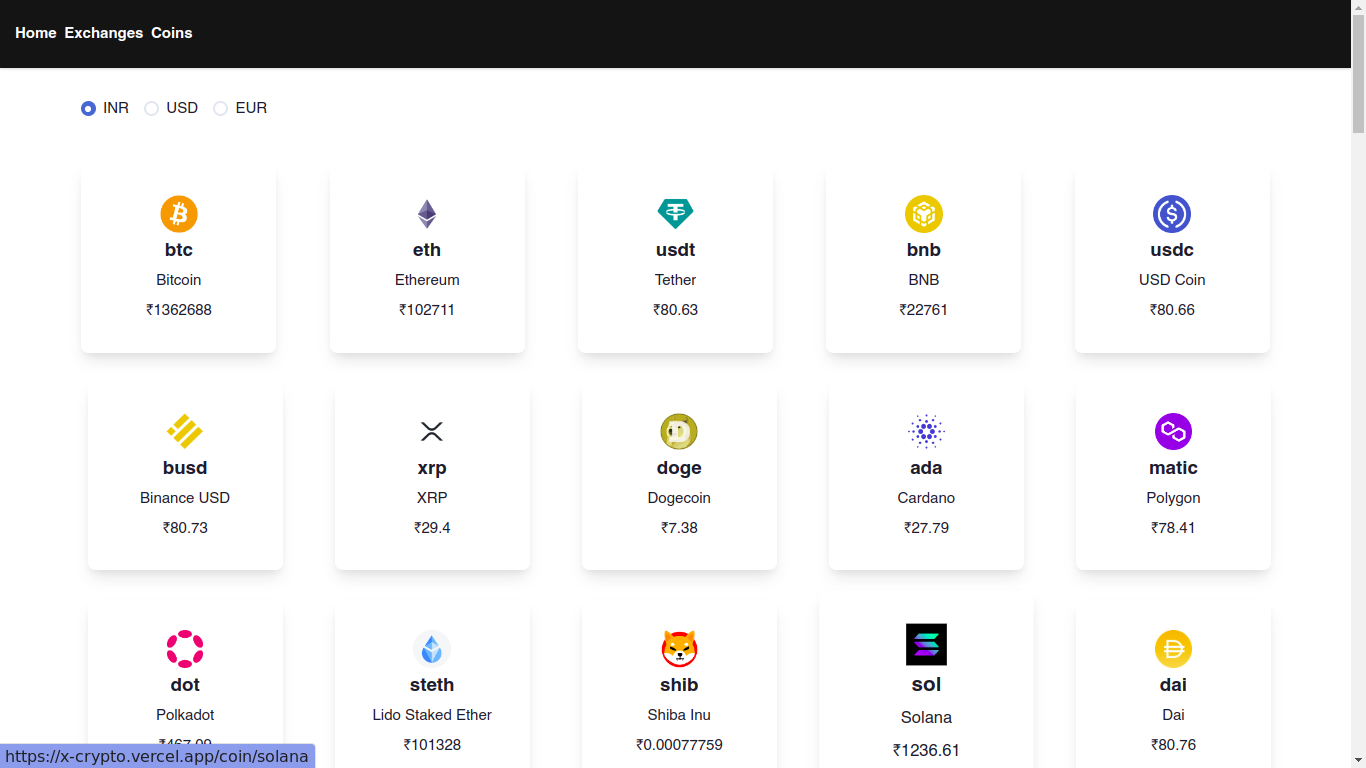 Home Exchanges Coins
INR USD EUR
btc eth usdt bnb usdc
Bitcoin Ethereum Tether BNB USD Coin
₹1362688 ₹102711 ₹80.63 ₹22761 ₹80.66
busd xrp doge ada matic
Binance USD XRP Dogecoin Cardano Polygon
₹80.73 ₹29.4 ₹7.38 ₹27.79 ₹78.41
dot steth shib sol dai
Polkadot Lido Staked Ether Shiba Inu Solana Dai
₹101328 ₹0.00077759 ₹1236.61 ₹80.76
https://x-crypto.vercel.app/coin/solana